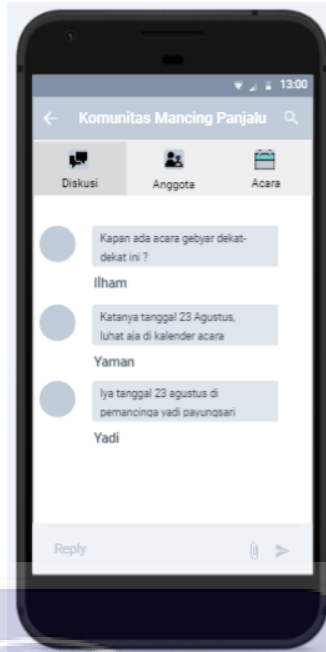 13:00
Komunitas Mancing Panjalu
Diskusi
Anggota
Acara
Kapan ada acara gebyar dekat-
dekat ini ?
Ilham
Katanya tanggal 23 Agustus,
luhat aja di kalender acara
Yaman
Iya tanggal 23 agustus di
pemancinga yadi payungsari
Yadi
Reply